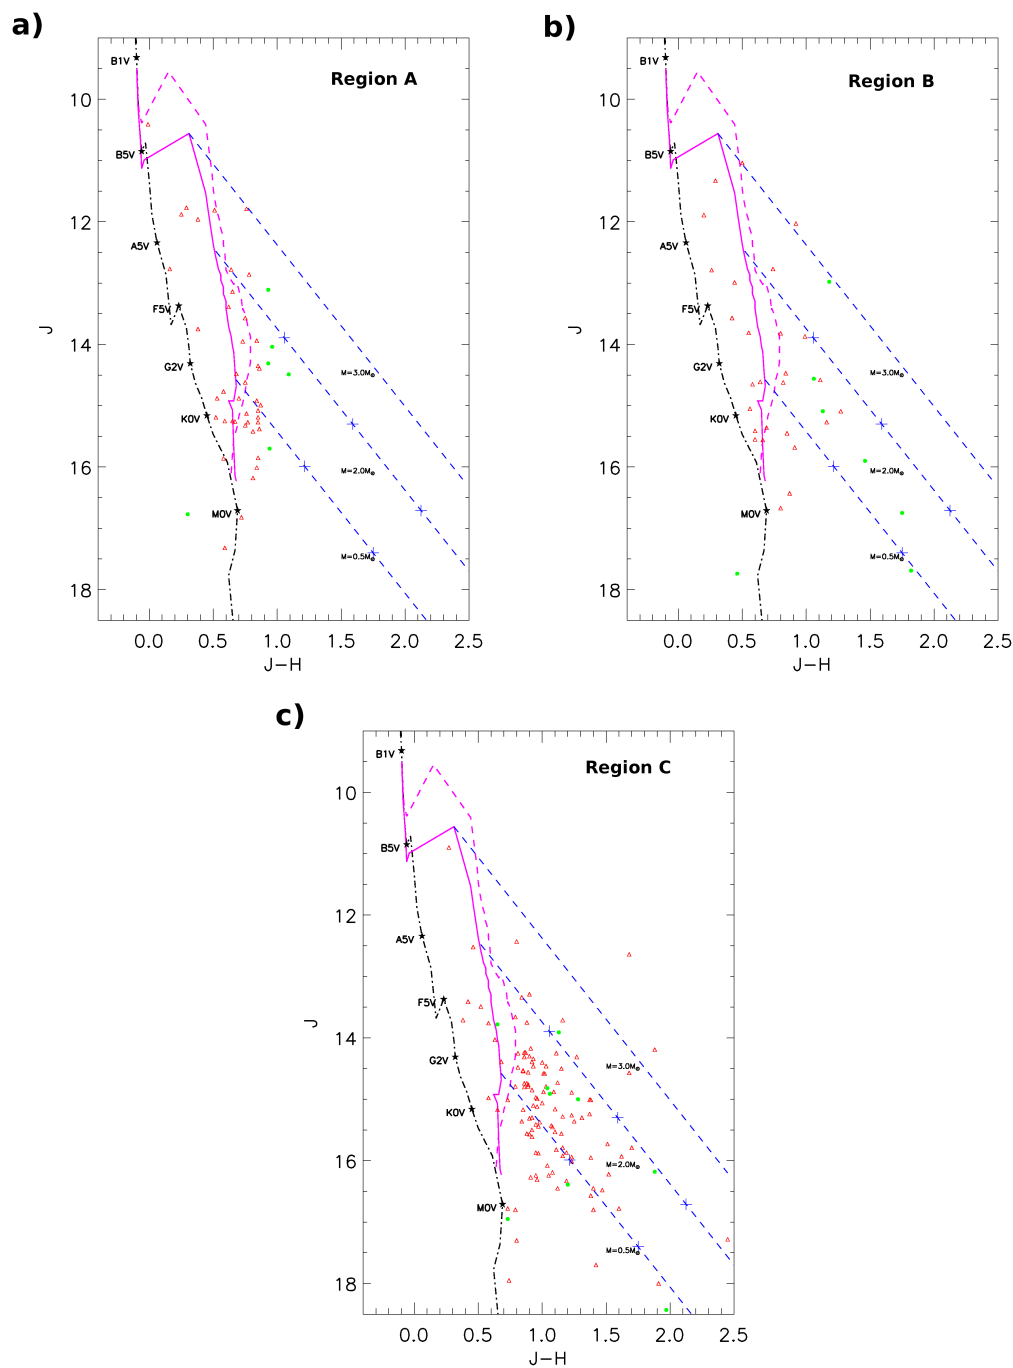 a)
Region A
B1V
10
B5V
12
A5V
F5V
14
G2V
M=3.0M⊙
K0V
16
M=2.0M⊙
M0V
M=0.5M⊙
18
0.0 0.5 1.0 1.5 2.0 2.5
J−H
J
b)
Region B
B1V
10
B5V
12
A5V
F5V
14
G2V
M=3.0M⊙
K0V
16
M=2.0M⊙
M0V
M=0.5M⊙
18
0.0 0.5 1.0 1.5 2.0 2.5
J−H
J
c)
Region C
B1V
10
B5V
12
A5V
F5V
14
G2V
M=3.0M⊙
K0V
16
M=2.0M⊙
M0V
M=0.5M⊙
18
0.0 0.5 1.0 1.5 2.0 2.5
J−H
J